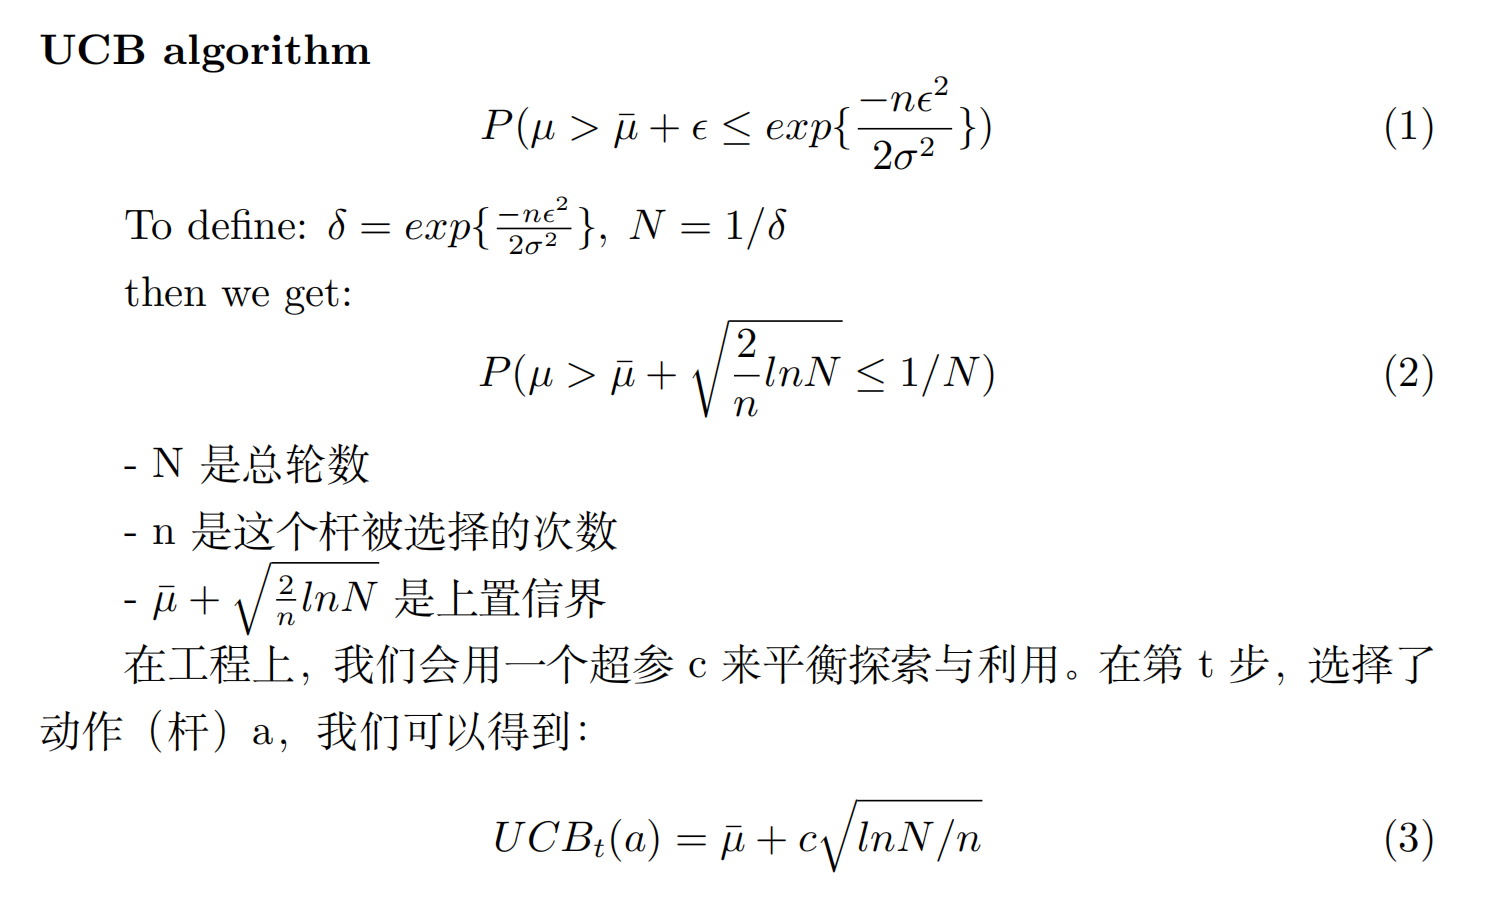 UCB algorithm
$$P(\mu > \bar{\mu} + \epsilon \leq exp\{\frac{-n\epsilon^2}{2\sigma^2}\})$$ (1)
To define: $\delta = exp\{\frac{-n\epsilon^2}{2\sigma^2}\}$, $N = 1/\delta$
then we get:
$$P(\mu > \bar{\mu} + \sqrt{\frac{2}{n}lnN} \leq 1/N)$$ (2)
- N 是总轮数
- n 是这个杆被选择的次数
- $\bar{\mu} + \sqrt{\frac{2}{n}lnN}$ 是上置信界
在工程上，我们会用一个超参 c 来平衡探索与利用。在第 t 步，选择了
动作（杆）a，我们可以得到：
$$UCB_t(a) = \bar{\mu} + c\sqrt{lnN/n}$$ (3)